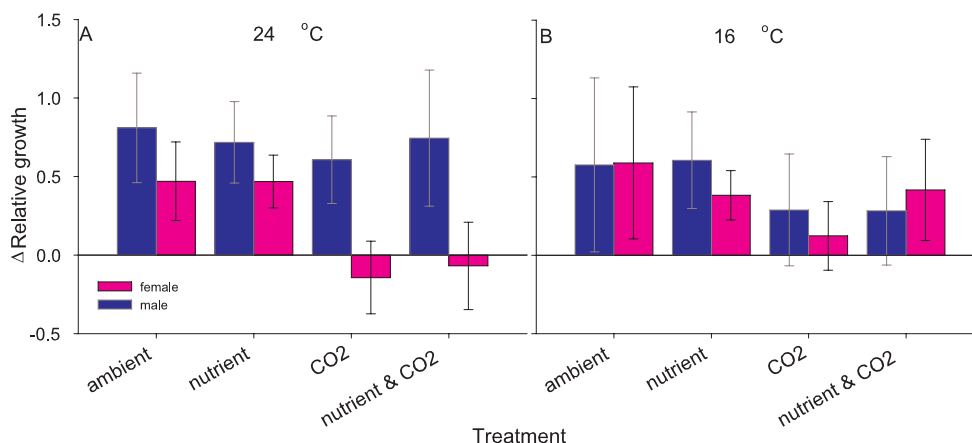 A 24 °C
B 16 °C
1.5
1.0
0.5
0.0
-0.5
Δ Relative growth
female
male
ambient
nutrient
CO2
nutrient & CO2
ambient
nutrient
CO2
nutrient & CO2
Treatment